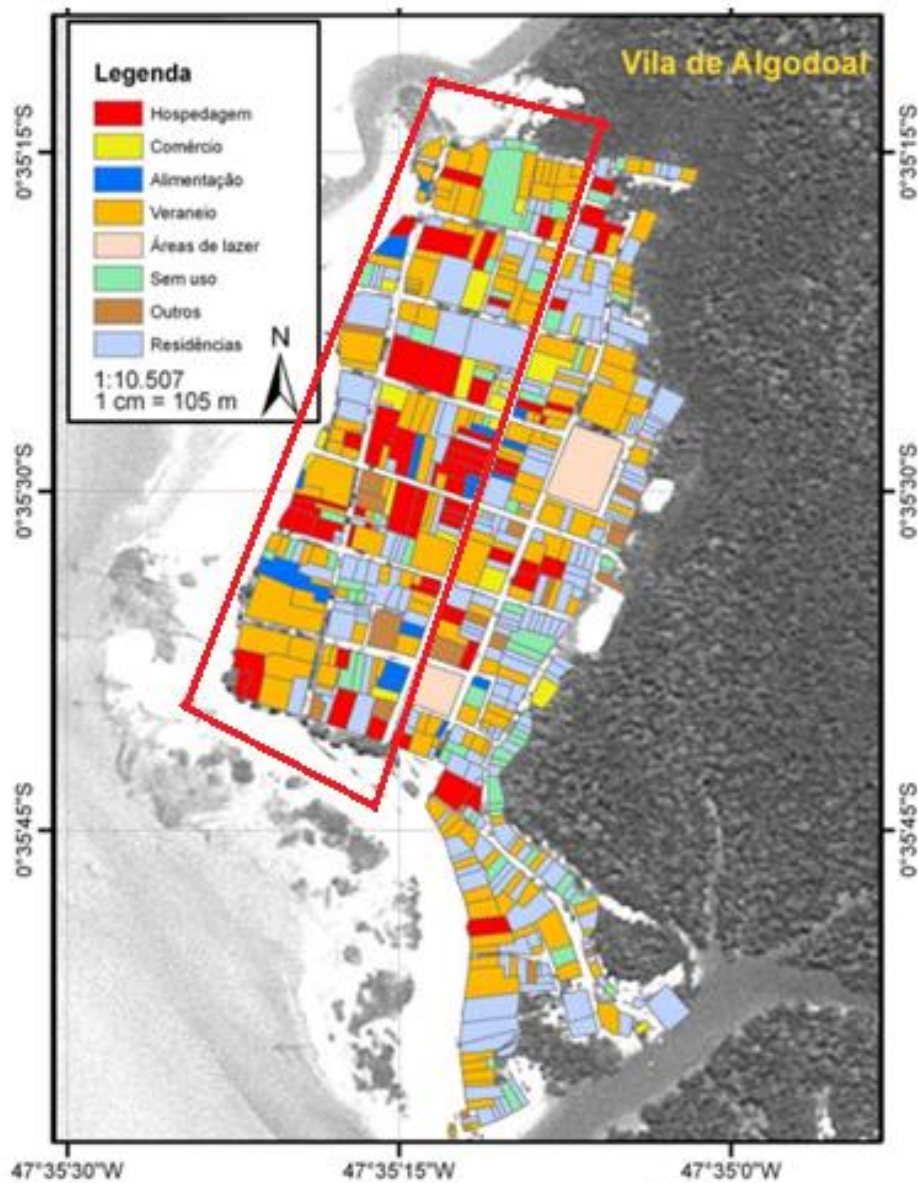 Vila de Algodoal
Legenda
Hospedagem
Comércio
Alimentação
Veraneio
Áreas de lazer
Sem uso
Outros
Residências
N
1:10.507
1 cm = 105 m
0°35'15"S
0°35'15"S
0°35'30"S
0°35'30"S
0°35'45"S
0°35'45"S
47°35'30"W
47°35'15"W
47°35'0"W